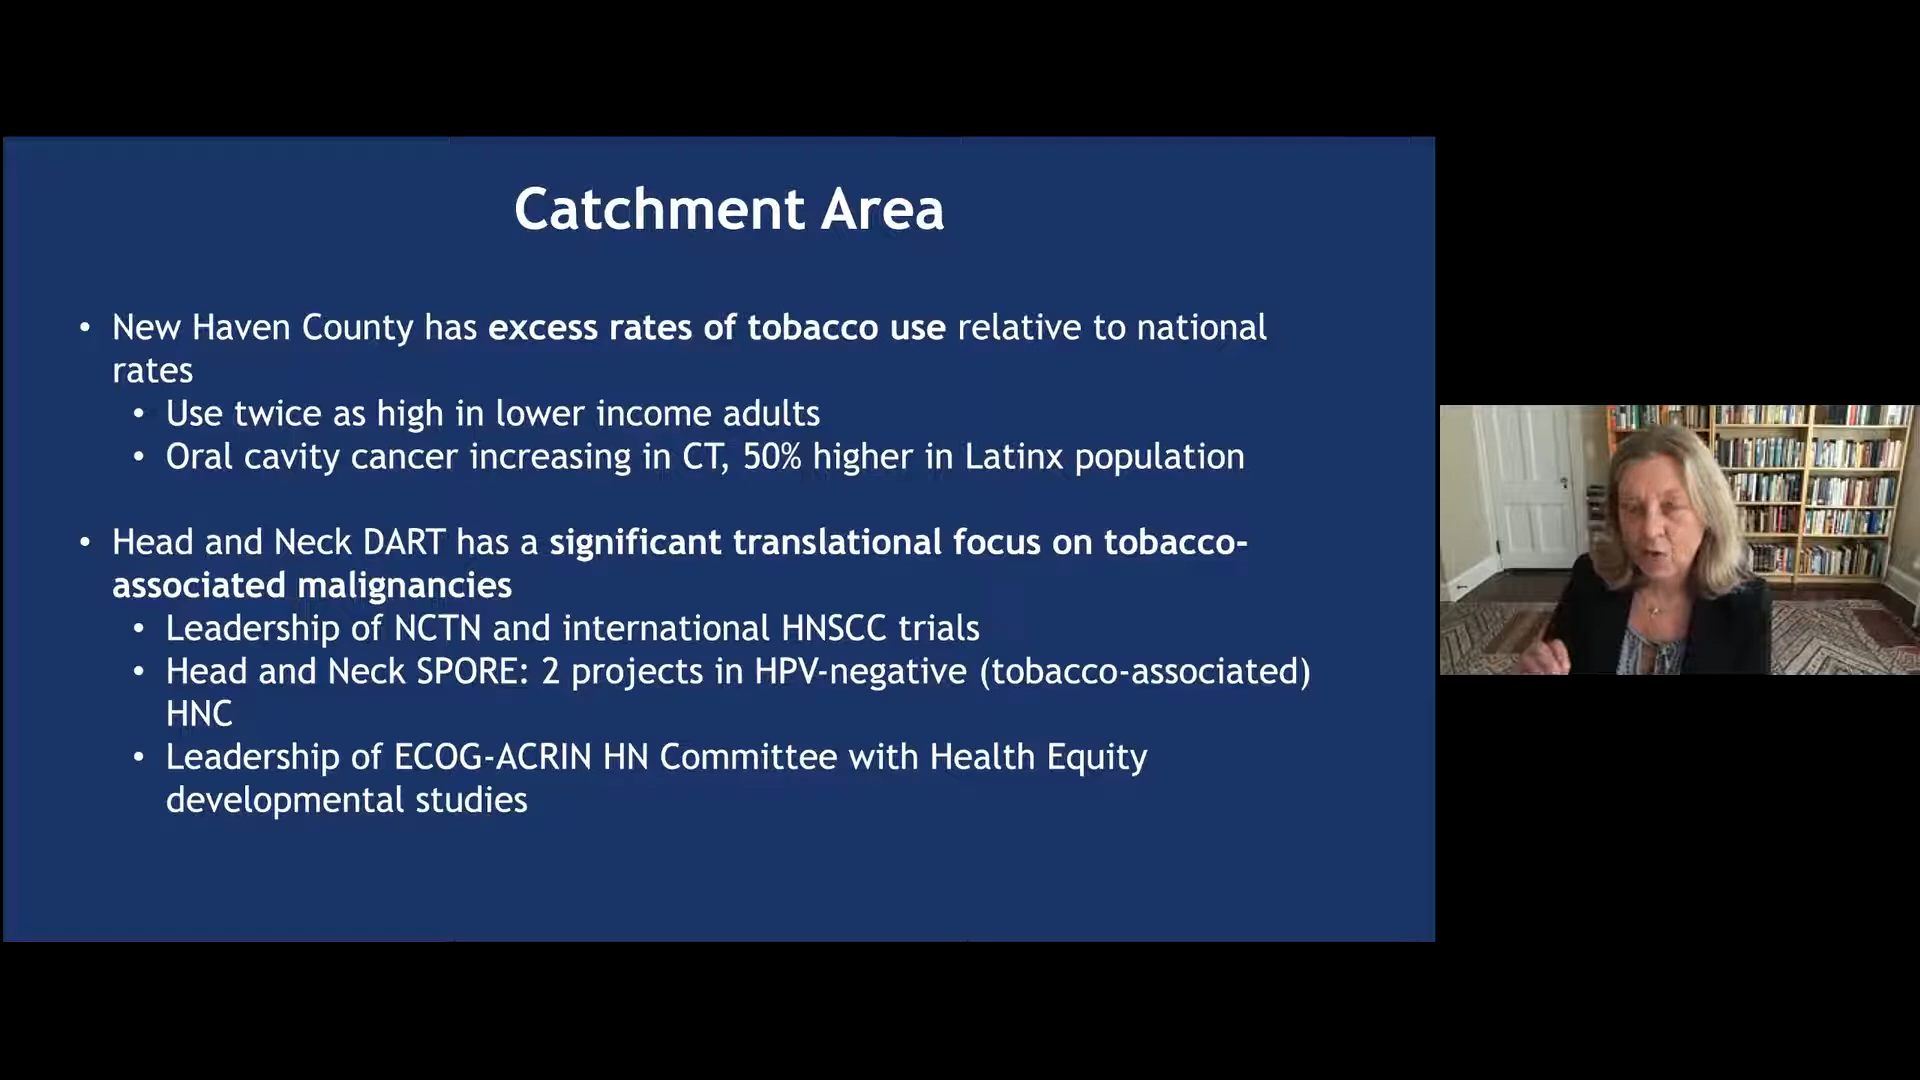 Catchment Area
• New Haven County has excess rates of tobacco use relative to national
rates
• Use twice as high in lower income adults
• Oral cavity cancer increasing in CT, 50% higher in Latinx population
• Head and Neck DART has a significant translational focus on tobacco-
associated malignancies
• Leadership of NCTN and international HNSCC trials
• Head and Neck SPORE: 2 projects in HPV-negative (tobacco-associated)
HNC
• Leadership of ECOG-ACRIN HN Committee with Health Equity
developmental studies